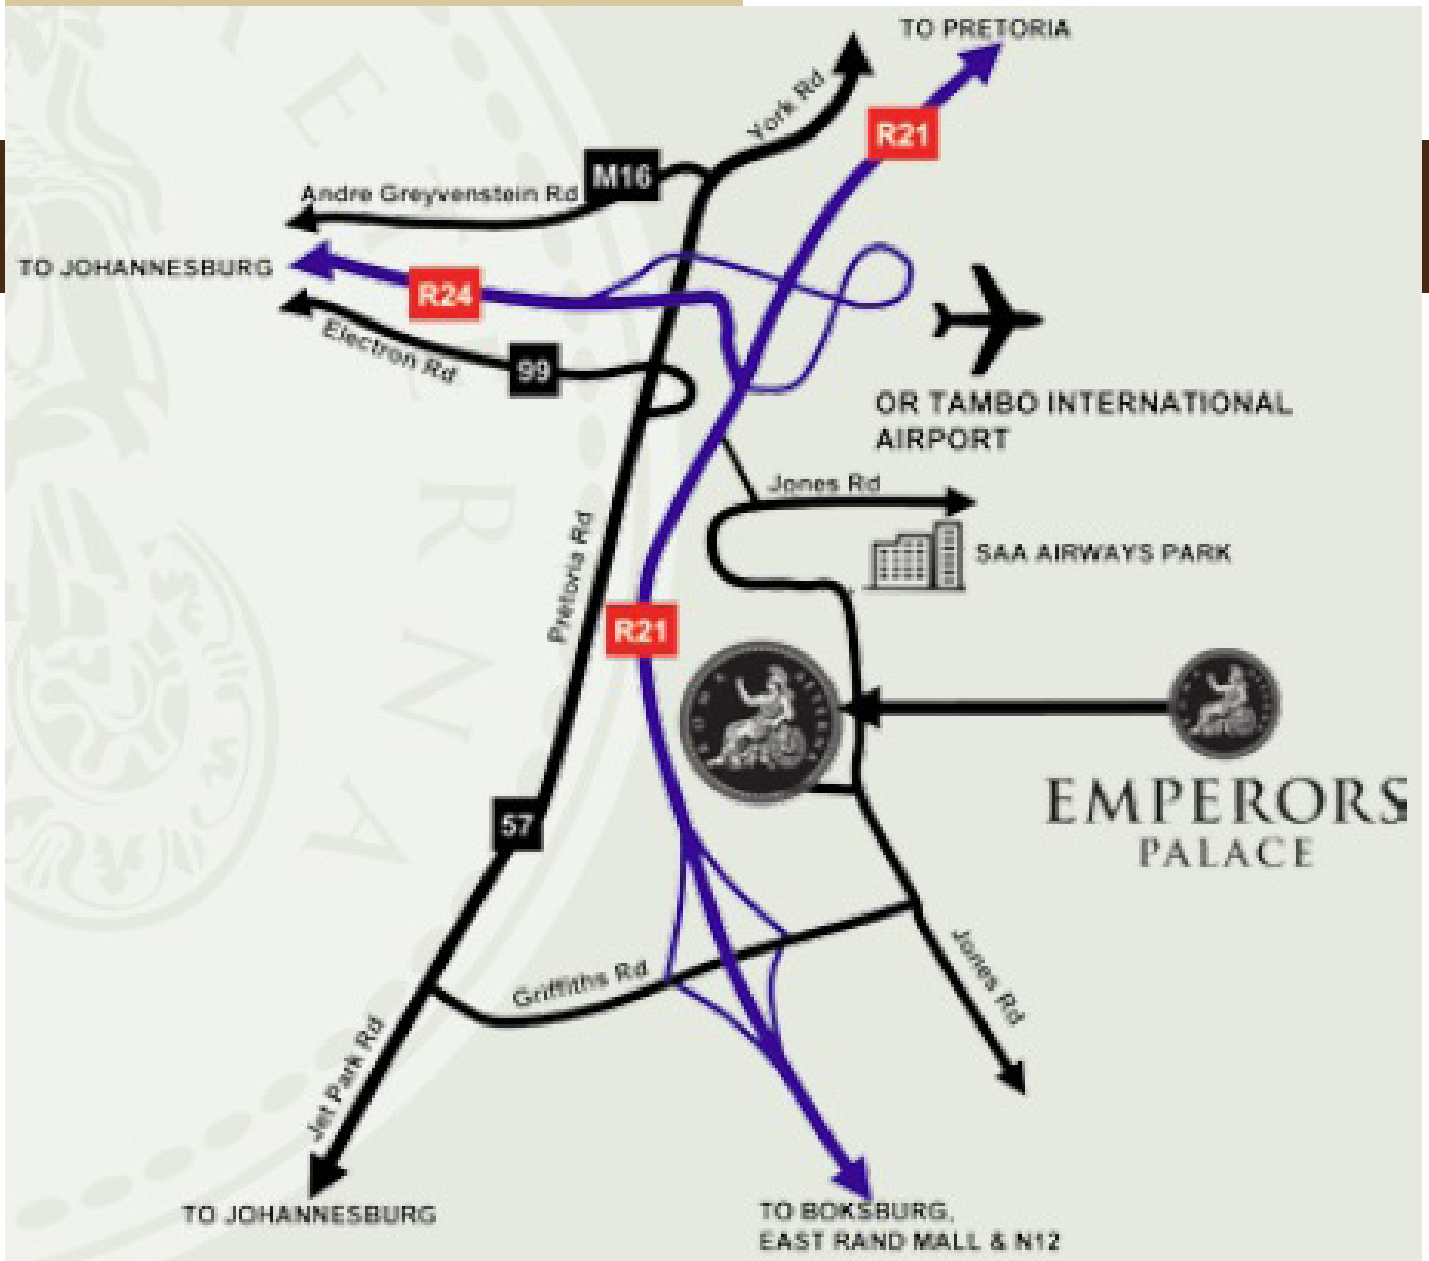 TO PRETORIA
York Rd
R21
M16
Andre Greyvenstein Rd
TO JOHANNESBURG
R24
Electron Rd
99
OR TAMBO INTERNATIONAL
AIRPORT
Jones Rd
SAA AIRWAYS PARK
Pretoria Rd
R21
EMPERORS
PALACE
57
Griffiths Rd
Jones Rd
Jet Park Rd
TO JOHANNESBURG
TO BOKSBURG,
EAST RAND MALL & N12